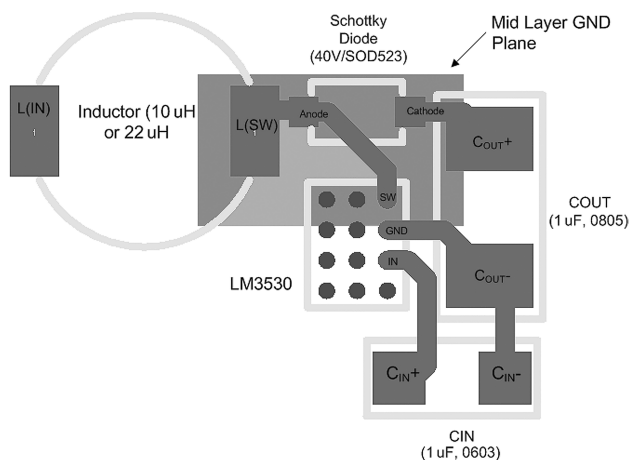 Schottky
Diode
(40V/SOD523)
Mid Layer GND
Plane
L(IN)
1
Inductor (10 uH
or 22 uH
L(SW)
1
Anode
Cathode
COUT+
SW
GND
IN
COUT
(1 uF, 0805)
LM3530
COUT-
CIN+
CIN-
CIN
(1 uF, 0603)